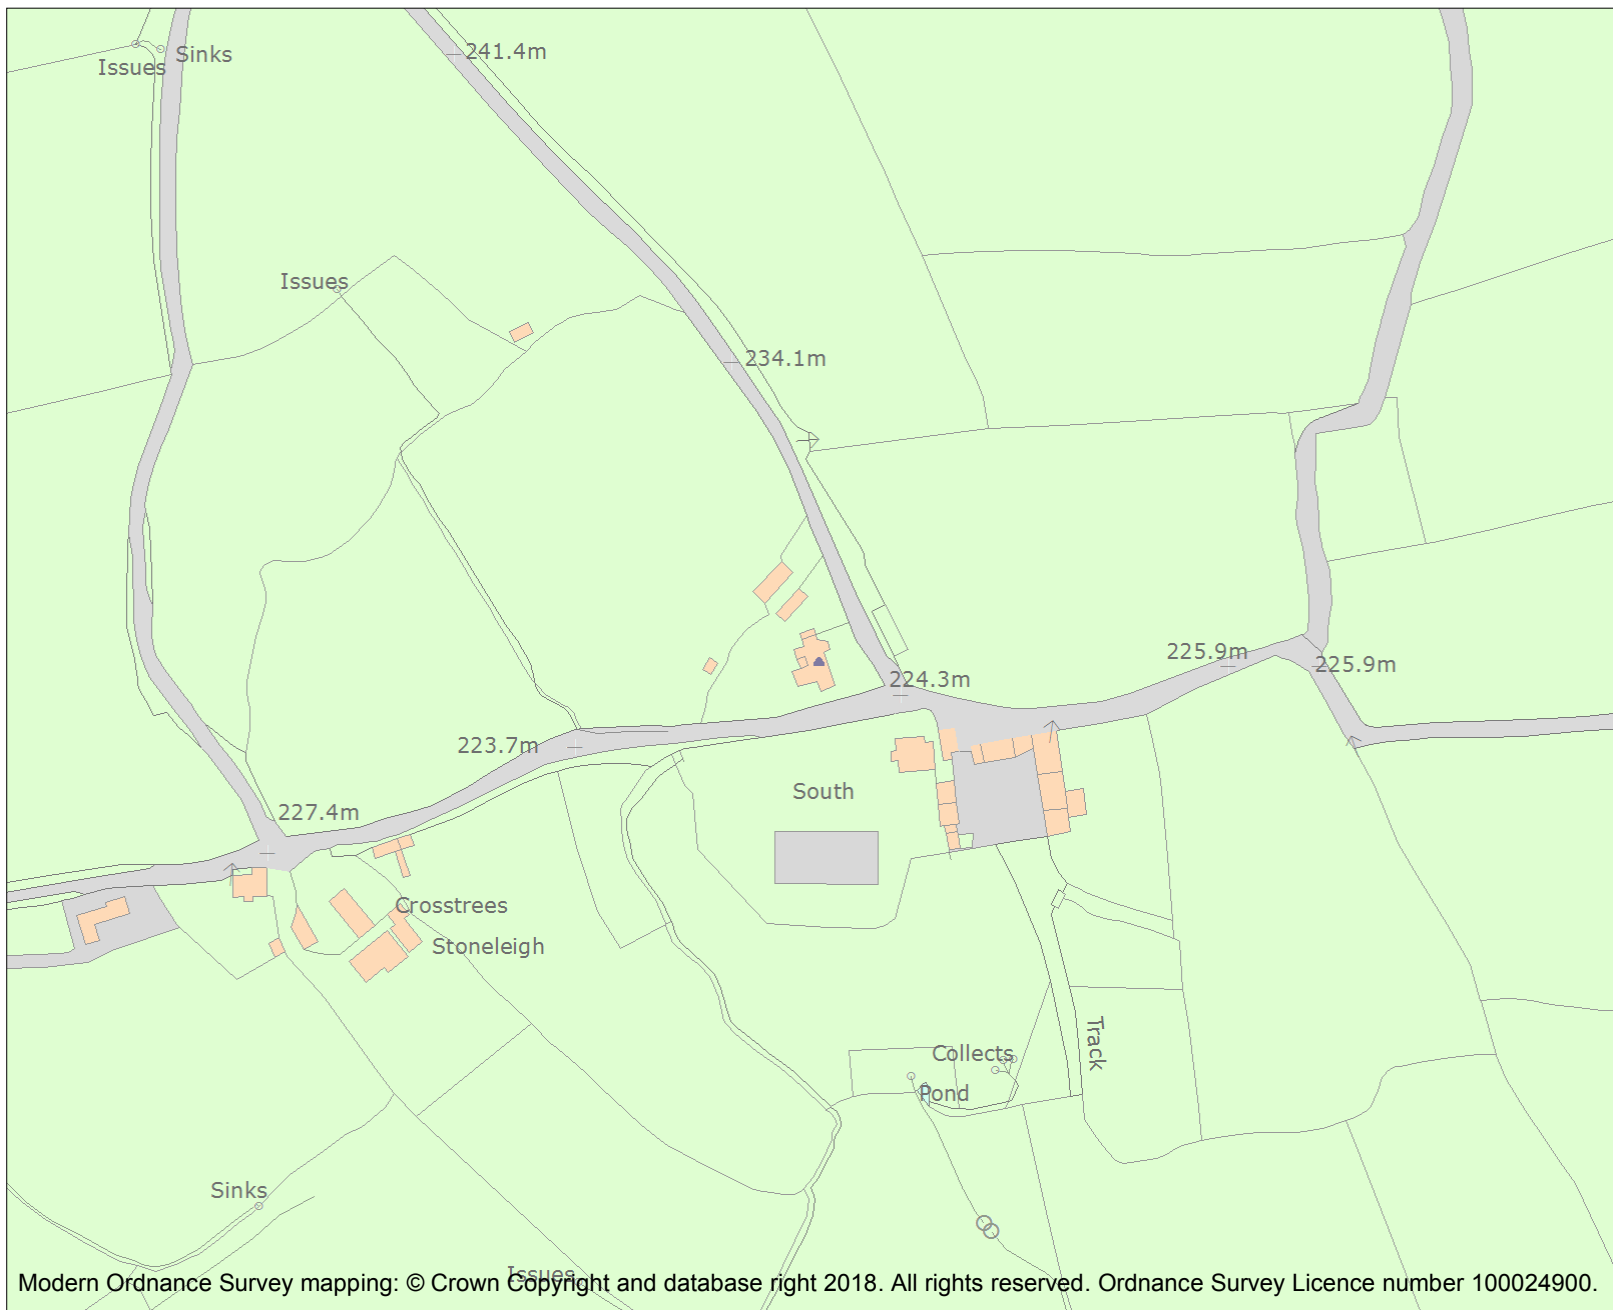 241.4m
Sinks
Issues
Issues
234.1m
225.9m
225.9m
224.3m
223.7m
South
227.4m
Crosstrees
Stoneleigh
Track
Collects
Pond
Sinks
Issues
Modern Ordnance Survey mapping: © Crown Copyright and database right 2018. All rights reserved. Ordnance Survey Licence number 100024900.